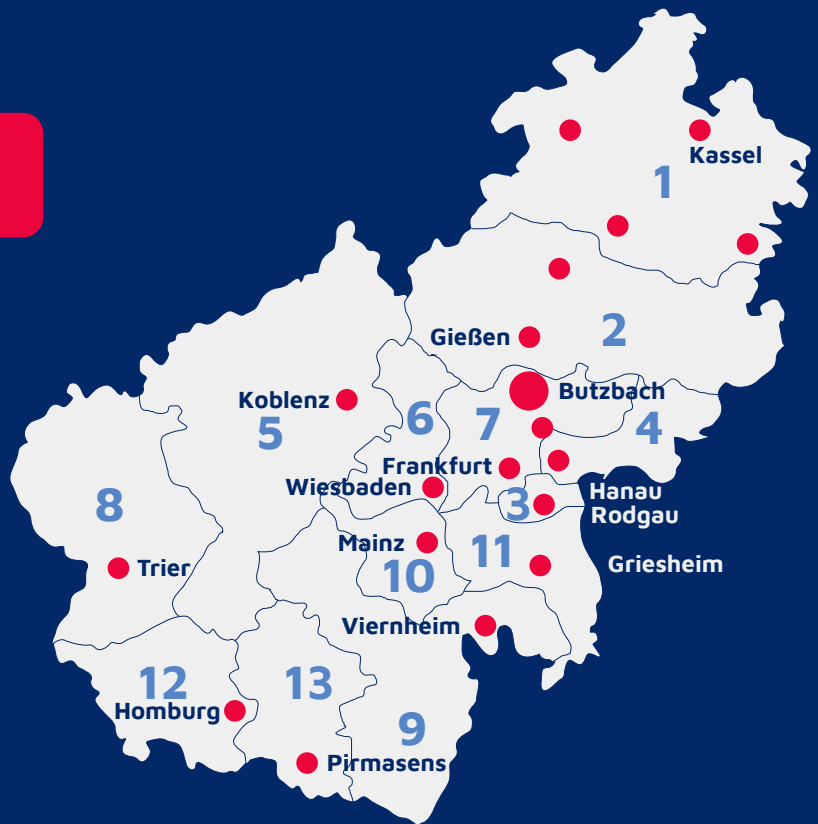 Kassel
1
Gießen
2
Butzbach
Koblenz
5
6
7
4
Frankfurt
Wiesbaden
Hanau
3
Rodgau
8
Mainz
11
Trier
10
Griesheim
Viernheim
12
13
Homburg
9
Pirmasens